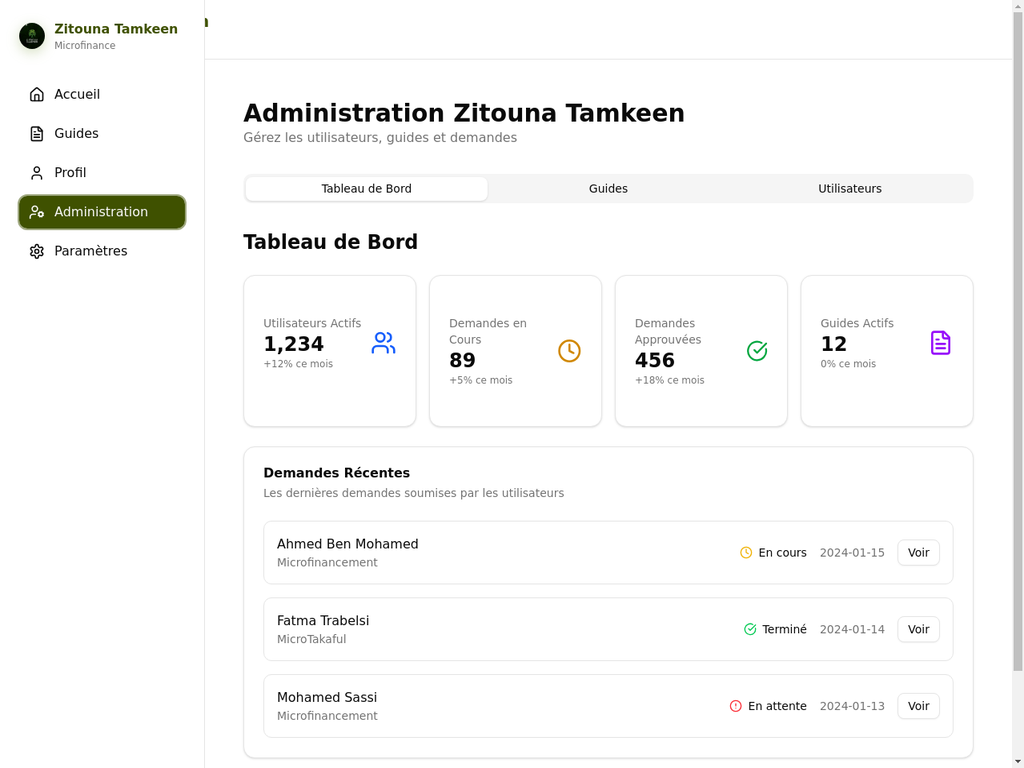 Zitouna Tamkeen
Microfinance
Accueil
Guides
Profil
Administration
Paramètres
n
Administration Zitouna Tamkeen
Gérez les utilisateurs, guides et demandes
Tableau de Bord
Guides
Utilisateurs
Tableau de Bord
Utilisateurs Actifs
1,234
+12% ce mois
Demandes en
Cours
89
+5% ce mois
Demandes
Approuvées
456
+18% ce mois
Guides Actifs
12
0% ce mois
Demandes Récentes
Les dernières demandes soumises par les utilisateurs
Ahmed Ben Mohamed
Microfinancement
En cours 2024-01-15 Voir
Fatma Trabelsi
MicroTakaful
Terminé 2024-01-14 Voir
Mohamed Sassi
Microfinancement
En attente 2024-01-13 Voir